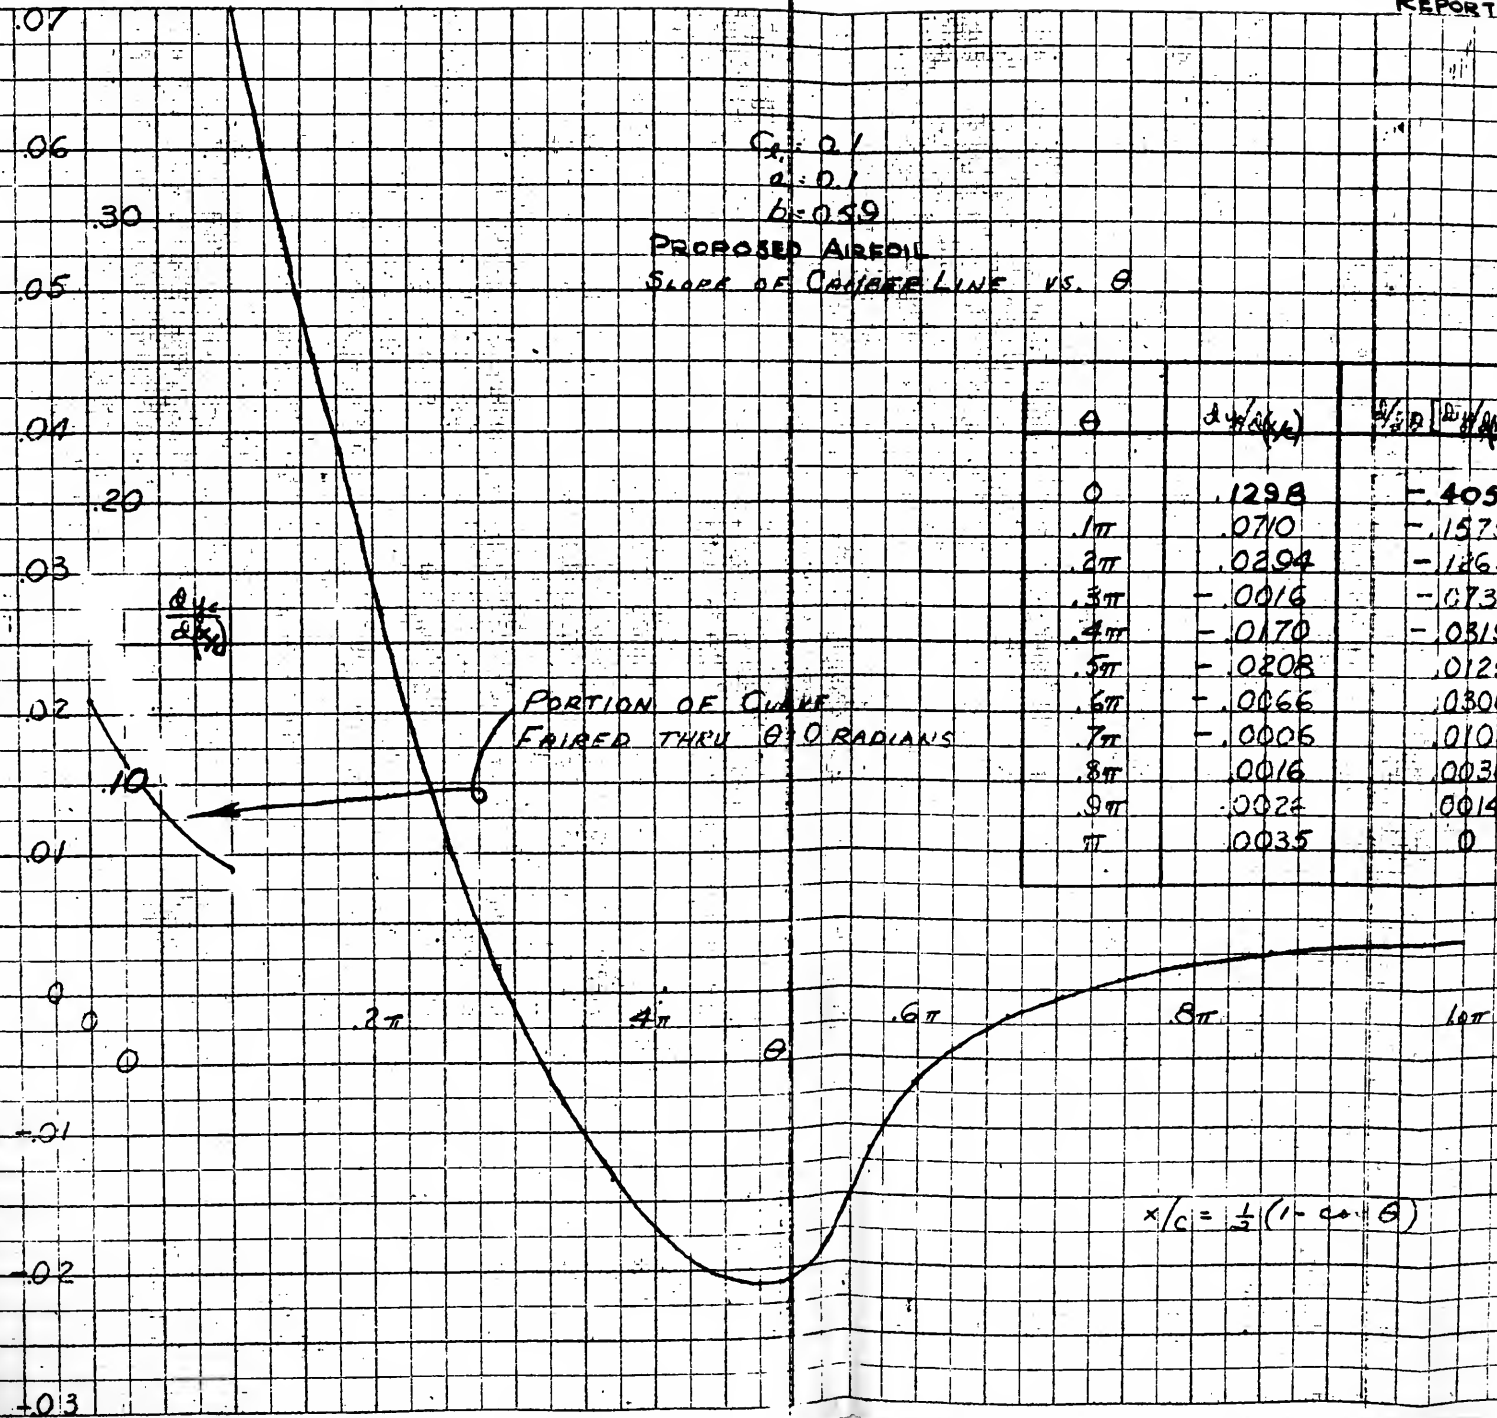 REPORT
.07
.06
.30
.05
.04
.20
.03
.02
.10
.01
0
0
0
-.01
-.02
-.03
.2π
.4π
θ
.6π
.8π
1.0π
a=0.1
b=0.59
PROPOSED AIRFOIL
SLOPE OF CAMBER LINE VS. θ
PORTION OF CURVE
FAIRED THRU θ=0 RADIANS
θ
0 .1298 -.405
.1π .0710 -.157
.2π .0294 -.126
.3π -.0016 -.073
.4π -.0170 -.031
.5π -.0208 .012
.6π -.0066 .030
.7π -.0006 .010
.8π .0016 .003
.9π .0014
π .0035 0
x/c = 1/2 (1- cos θ)